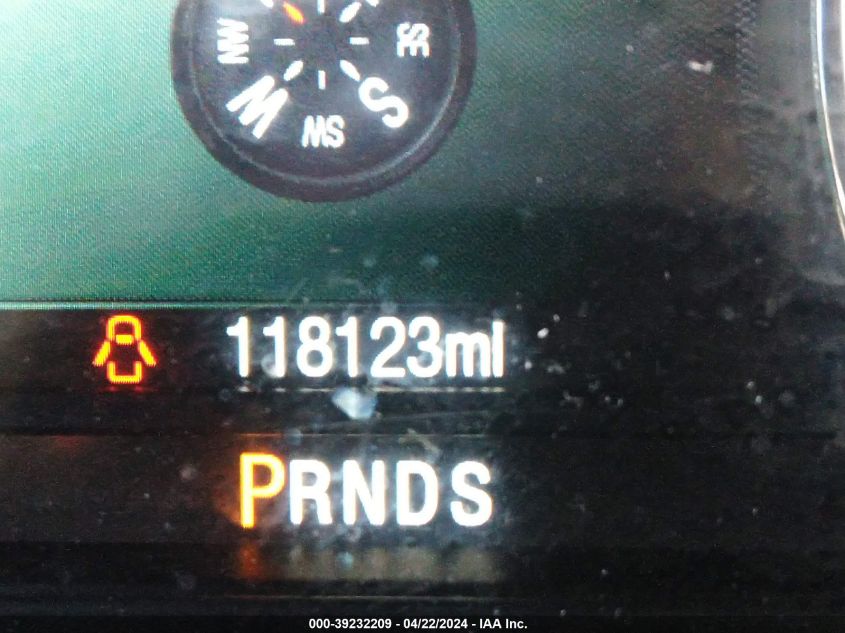 NW
SE
W
S
SW
118123mi
PRNDS
000-39232209 - 04/22/2024 - IAA Inc.